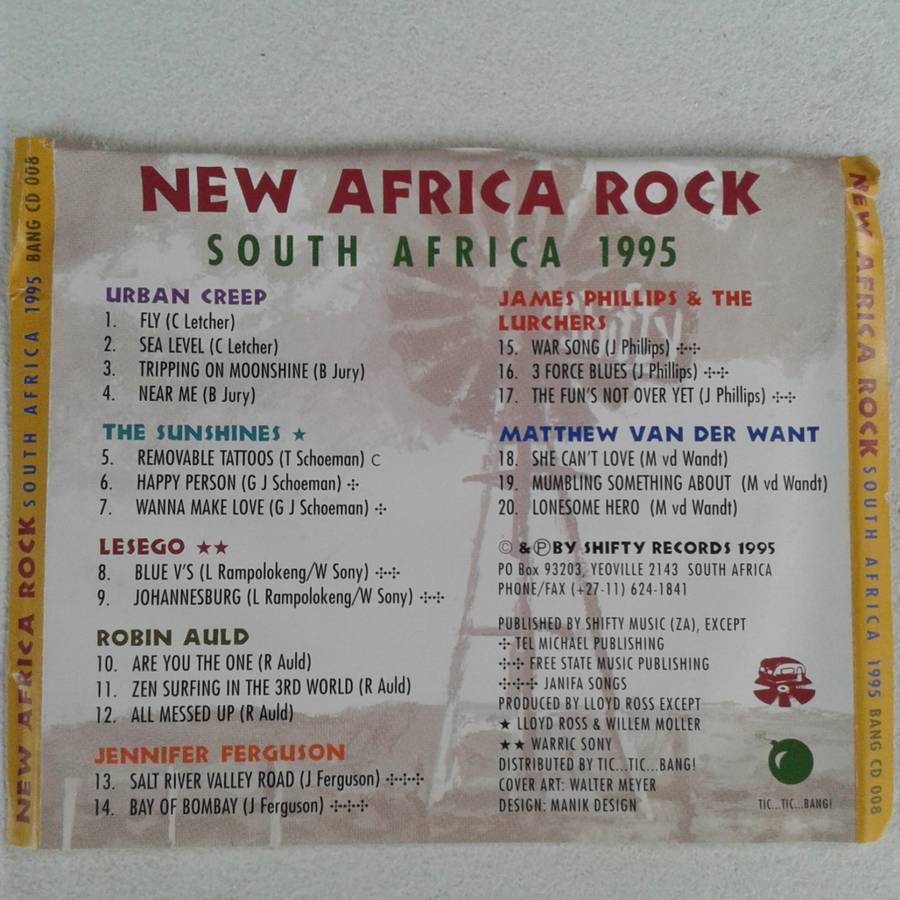 NEW AFRICA ROCK
SOUTH AFRICA 1995
URBAN CREEP
1. FLY (C Letcher)
2. SEA LEVEL (C Letcher)
3. TRIPPING ON MOONSHINE (B Jury)
4. NEAR ME (B Jury)
THE SUNSHINES ★
5. REMOVABLE TATTOOS (T Schoeman) C
6. HAPPY PERSON (G J Schoeman) ✣
7. WANNA MAKE LOVE (G J Schoeman) ✣
LESEGO ★★
8. BLUE V'S (L Rampolokeng/W Sony) ✣✣
9. JOHANNESBURG (L Rampolokeng/W Sony) ✣✣
ROBIN AULD
10. ARE YOU THE ONE (R Auld)
11. ZEN SURFING IN THE 3RD WORLD (R Auld)
12. ALL MESSED UP (R Auld)
JENNIFER FERGUSON
13. SALT RIVER VALLEY ROAD (J Ferguson) ✣✣✣
14. BAY OF BOMBAY (J Ferguson) ✣✣✣
JAMES PHILLIPS & THE
LURCHERS
15. WAR SONG (J Phillips) ✣✣
16. 3 FORCE BLUES (J Phillips) ✣✣
17. THE FUN'S NOT OVER YET (J Phillips) ✣✣
MATTHEW VAN DER WANT
18. SHE CAN'T LOVE (M vd Wandt)
19. MUMBLING SOMETHING ABOUT (M vd Wandt)
20. LONESOME HERO (M vd Wandt)
© & ℗ BY SHIFTY RECORDS 1995
PO Box 93203, YEOVILLE 2143 SOUTH AFRICA
PHONE/FAX (+27-11) 624-1841
PUBLISHED BY SHIFTY MUSIC (ZA), EXCEPT
✣ TEL MICHAEL PUBLISHING
✣✣ FREE STATE MUSIC PUBLISHING
✣✣✣ JANIFA SONGS
PRODUCED BY LLOYD ROSS EXCEPT
★ LLOYD ROSS & WILLEM MOLLER
★★ WARRIC SONY
DISTRIBUTED BY TIC...TIC...BANG!
COVER ART: WALTER MEYER
DESIGN: MANIK DESIGN
TIC...TIC...BANG!
NEW AFRICA ROCK SOUTH AFRICA 1995 BANG CD 008
NEW AFRICA ROCK SOUTH AFRICA 1995 BANG CD 008